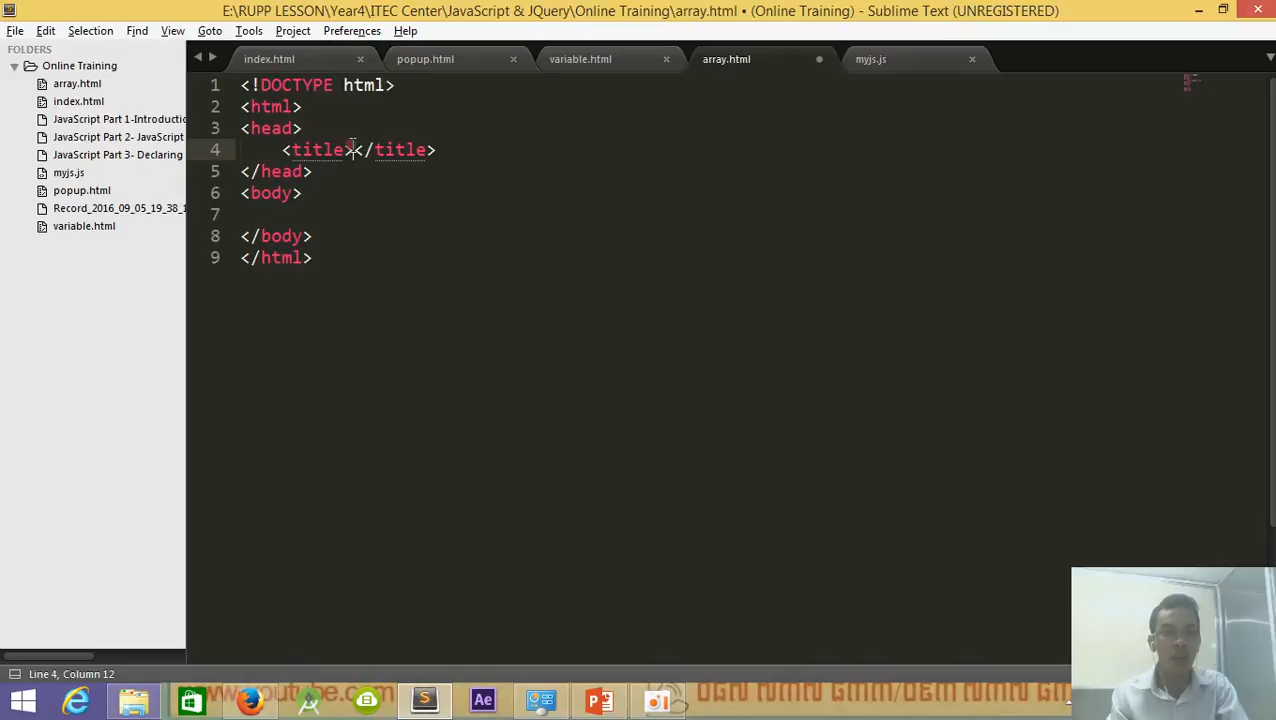 E:\RUPP LESSON\Year4\ITEC Center\JavaScript & JQuery\Online Training\array.html • (Online Training) - Sublime Text (UNREGISTERED)
File Edit Selection Find View Goto Tools Project Preferences Help
FOLDERS
Online Training
array.html
index.html
JavaScript Part 1-Introductio
JavaScript Part 2- JavaScript
JavaScript Part 3- Declaring
myjs.js
popup.html
Record_2016_09_05_19_38_1
variable.html
index.html popup.html variable.html array.html myjs.js
1 <!DOCTYPE html>
2 <html>
3 <head>
4 <title></title>
5 </head>
6 <body>
7
8 </body>
9 </html>
Line 4, Column 12
www.youtube.com